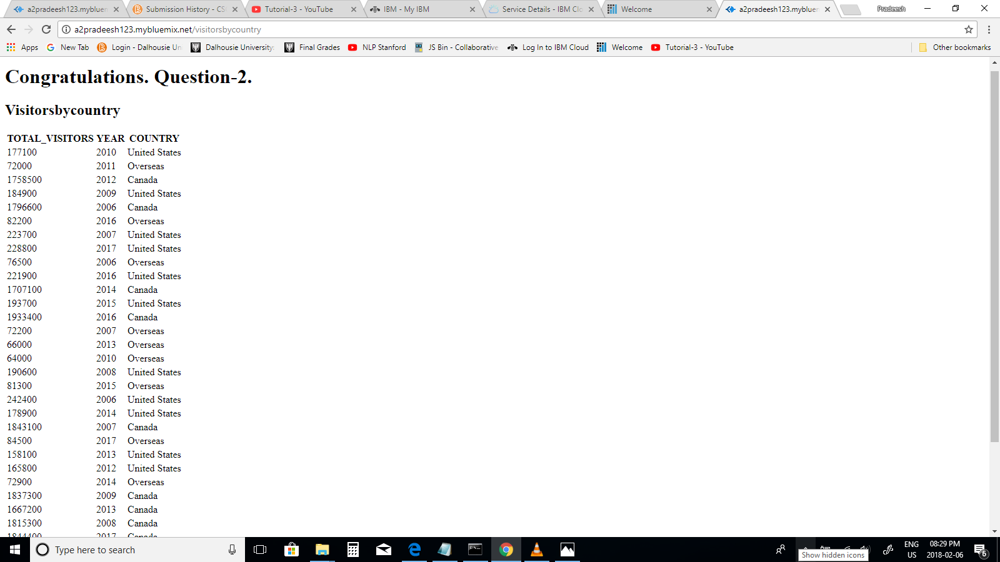 a2pradeesh123.mybluem
Submission History - CS
Tutorial-3 - YouTube
IBM - My IBM
Service Details - IBM Clo
Welcome
a2pradeesh123.mybluem
Pradeesh
a2pradeesh123.mybluemix.net/visitorsbycountry
Apps
New Tab
Login - Dalhousie Un
Dalhousie University:
Final Grades
NLP Stanford
JS Bin - Collaborative
Log In to IBM Cloud
Welcome
Tutorial-3 - YouTube
Other bookmarks
Congratulations. Question-2.
Visitorsbycountry
TOTAL_VISITORS YEAR COUNTRY
177100 2010 United States
72000 2011 Overseas
1758500 2012 Canada
184900 2009 United States
1796600 2006 Canada
82200 2016 Overseas
223700 2007 United States
228800 2017 United States
76500 2006 Overseas
221900 2016 United States
1707100 2014 Canada
193700 2015 United States
1933400 2016 Canada
72200 2007 Overseas
66000 2013 Overseas
64000 2010 Overseas
190600 2008 United States
81300 2015 Overseas
242400 2006 United States
178900 2014 United States
1843100 2007 Canada
84500 2017 Overseas
158100 2013 United States
165800 2012 United States
72900 2014 Overseas
1837300 2009 Canada
1667200 2013 Canada
1815300 2008 Canada
1844400 2017 Canada
Type here to search
Show hidden icons
ENG
US
08:29 PM
2018-02-06
6